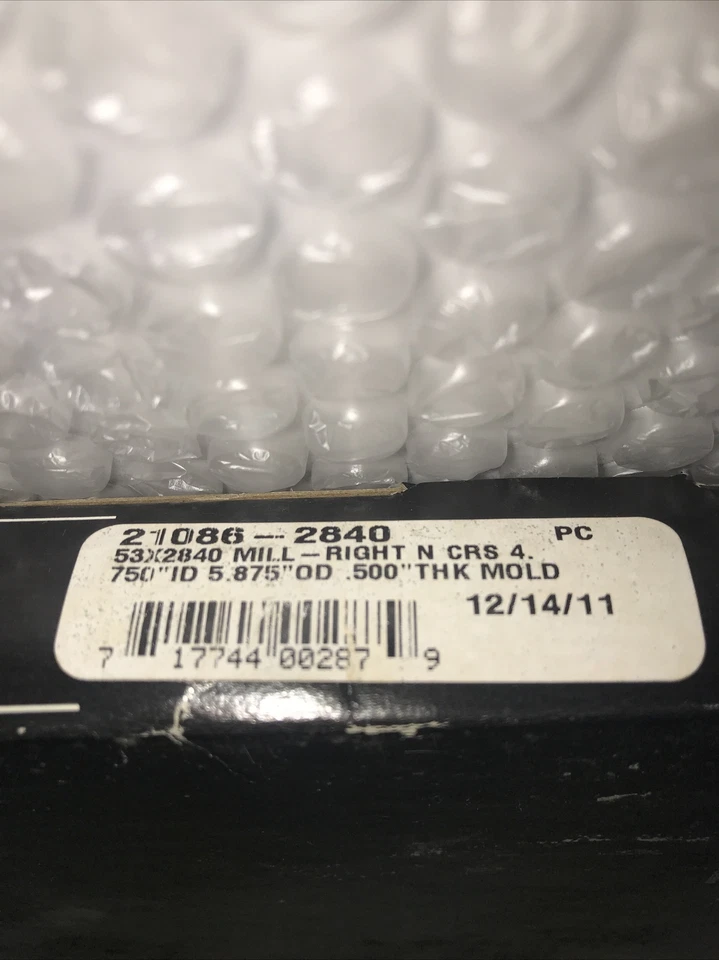 21086-2840 PC
53X2840 MILL-RIGHT N CRS 4.
750"ID 5.875"OD .500"THK MOLD
12/14/11
7 17744 00287 9